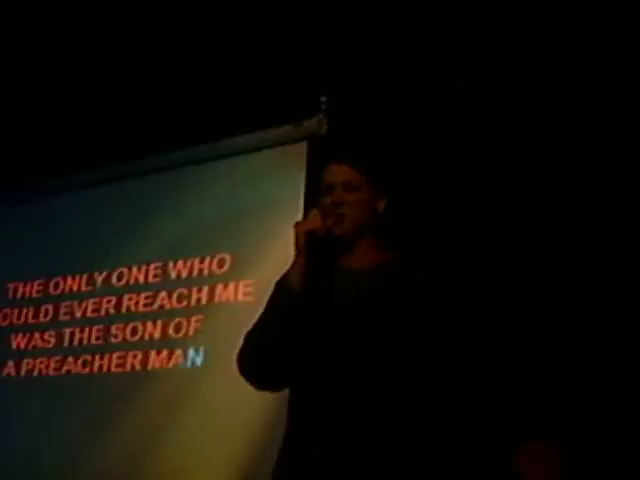 THE ONLY ONE WHO
OULD EVER REACH ME
WAS THE SON OF
A PREACHER MAN